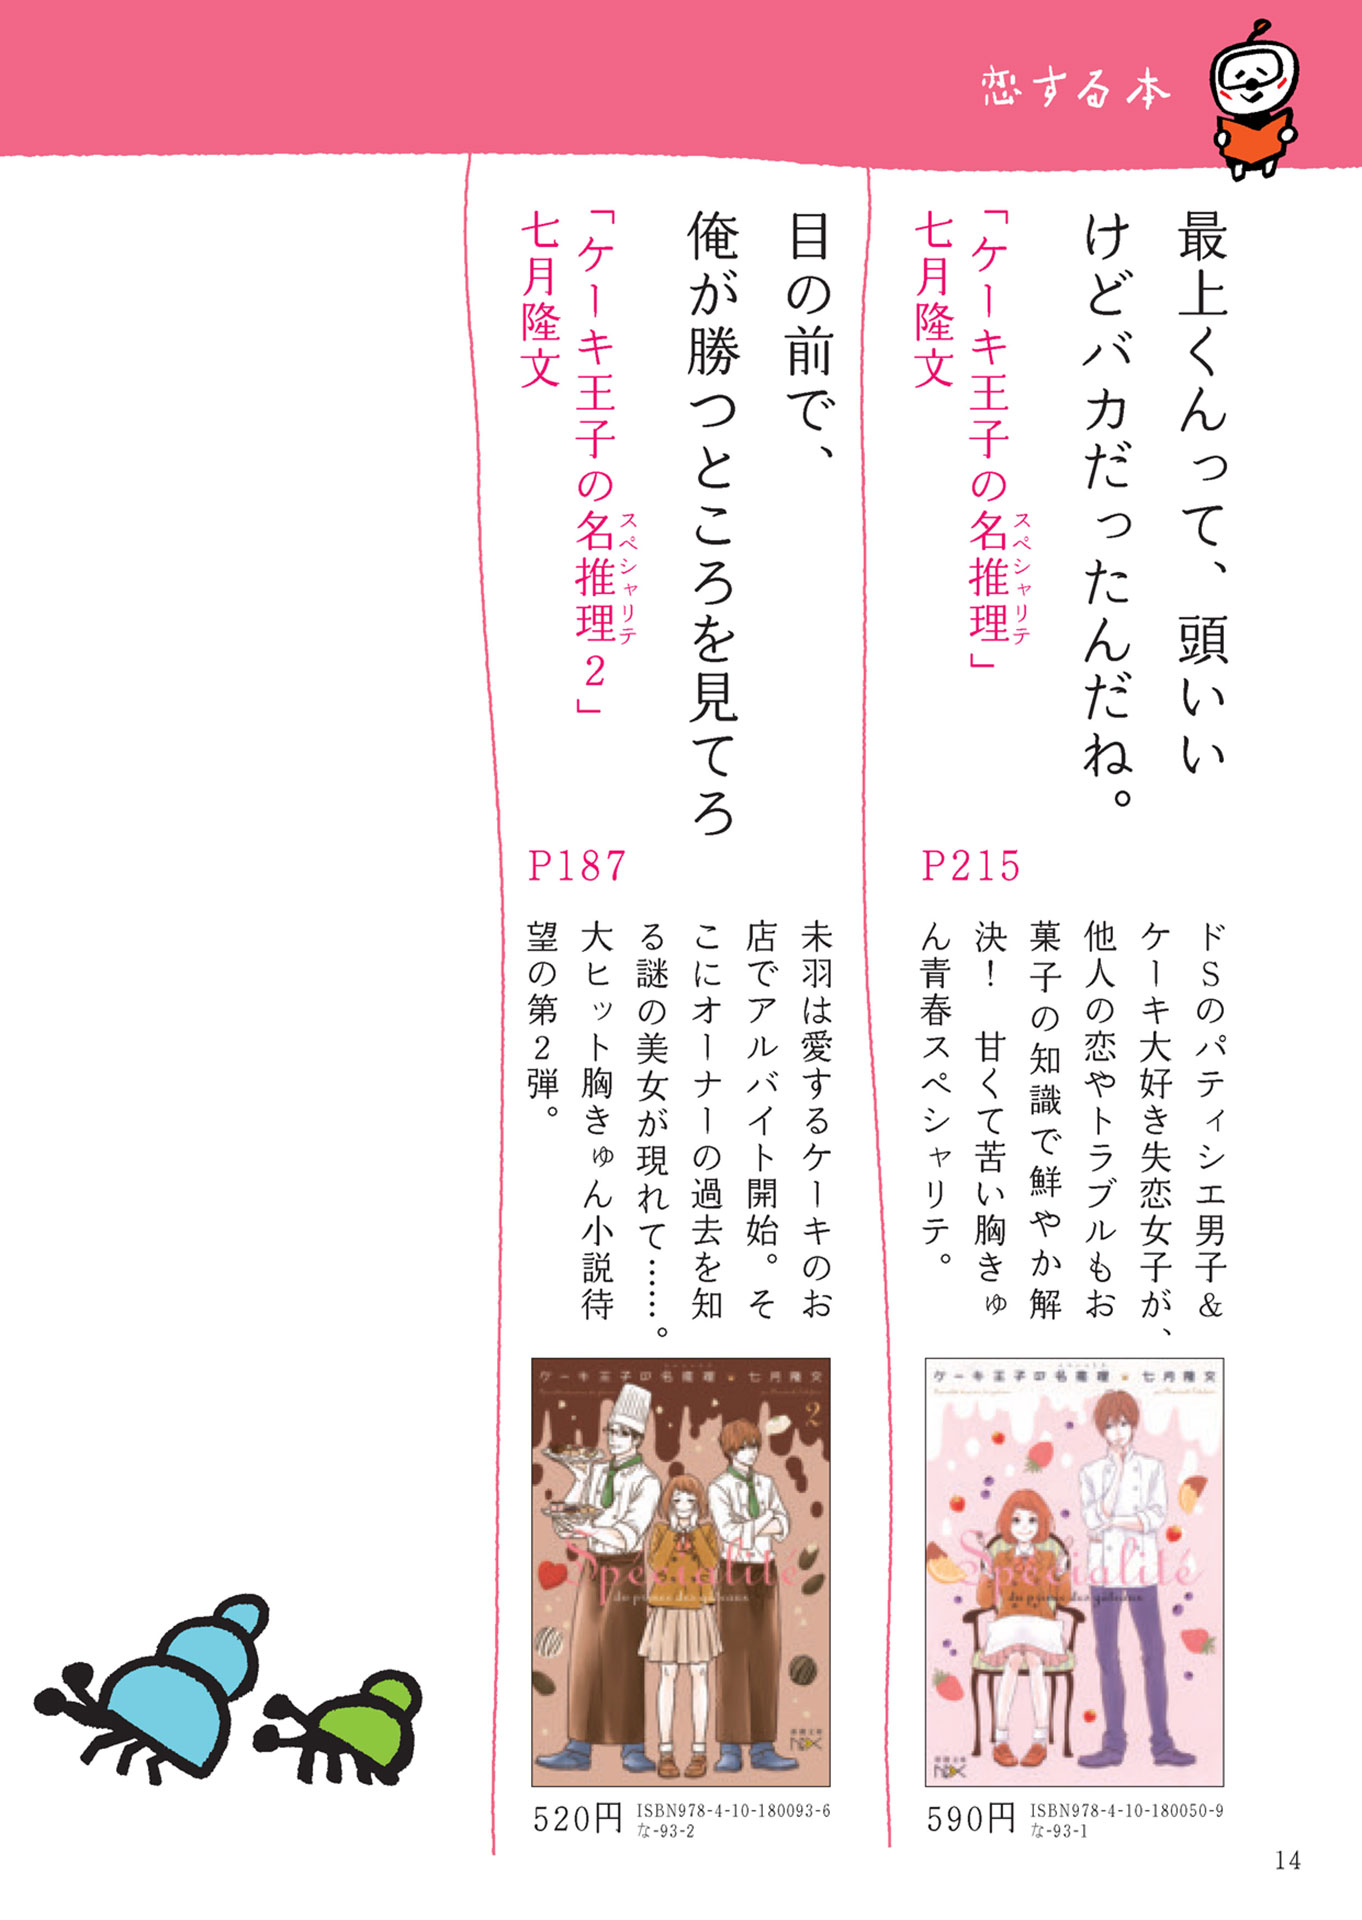 恋する本
最上くんって、頭いい
けどバカだったんだね。
「ケーキ王子の名推理」
スペシャリテ
七月隆文
P215
ドSのパティシエ男子&
ケーキ大好き失恋女子が、
他人の恋やトラブルもお
菓子の知識で鮮やか解
決!　甘くて苦い胸きゅ
ん青春スペシャリテ。
ケーキ王子の名推理 七月隆文
Spécialité
du prince des gâteaux
NEX
590円
ISBN978-4-10-180050-9
な-93-1
目の前で、
俺が勝つところを見てろ
「ケーキ王子の名推理2」
スペシャリテ
七月隆文
P187
未羽は愛するケーキのお
店でアルバイト開始。そ
こにオーナーの過去を知
る謎の美女が現れて……。
大ヒット胸きゅん小説待
望の第2弾。
ケーキ王子の名推理 七月隆文
2
Spécialité
du prince des gâteaux
NEX
520円
ISBN978-4-10-180093-6
な-93-2
14